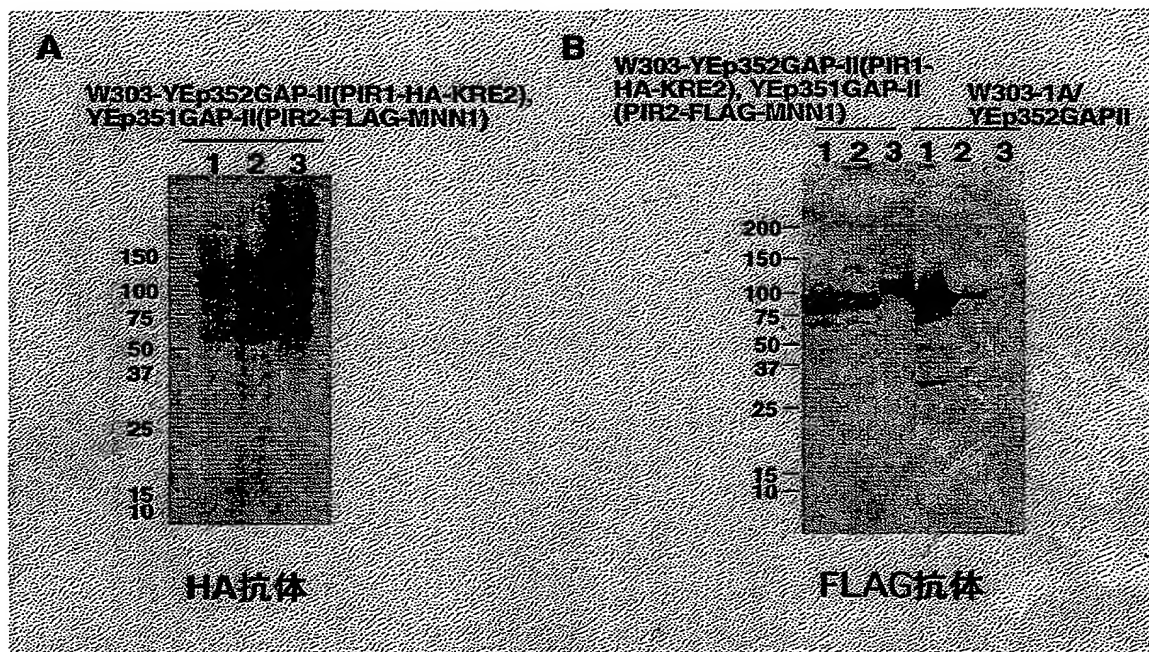 A
W303-YEp352GAP-II(PIR1-HA-KRE2),
YEp351GAP-II(PIR2-FLAG-MNN1)
1 2 3
150
100
75
50
37
25
15
10
HA抗体
B
W303-YEp352GAP-II(PIR1-
HA-KRE2), YEp351GAP-II
(PIR2-FLAG-MNN1)
W303-1A/
YEp352GAPII
1 2 3 1 2 3
200
150
100
75
50
37
25
15
10
FLAG抗体